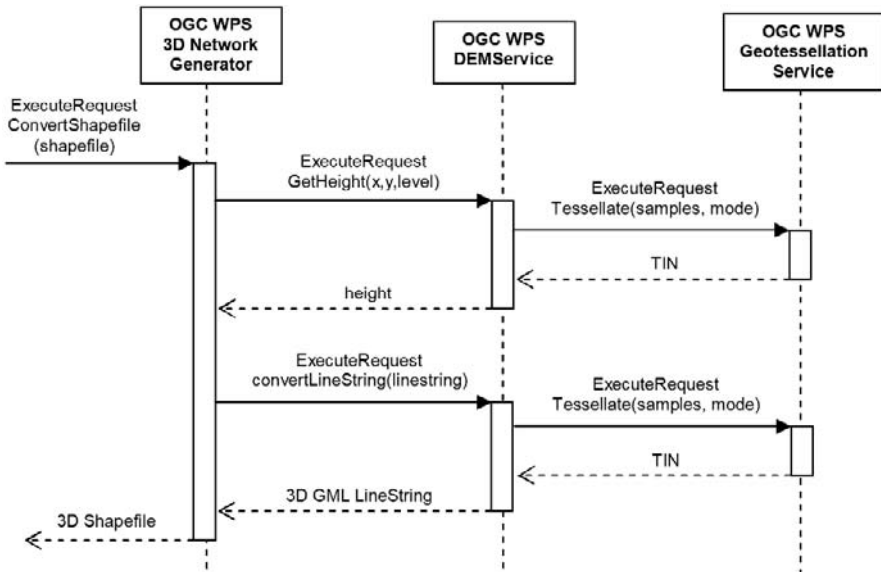 OGC WPS
3D Network
Generator
OGC WPS
DEMService
OGC WPS
Geotessellation
Service
ExecuteRequest
ConvertShapefile
(shapefile)
ExecuteRequest
GetHeight(x,y,level)
ExecuteRequest
Tessellate(samples, mode)
TIN
height
ExecuteRequest
convertLineString(linestring)
ExecuteRequest
Tessellate(samples, mode)
TIN
3D GML LineString
3D Shapefile